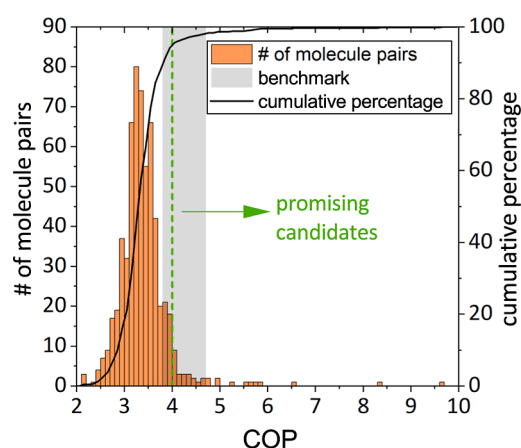 90
80
70
60
50
40
30
20
10
0
# of molecule pairs
# of molecule pairs
benchmark
cumulative percentage
promising
candidates
100
80
60
40
20
0
cumulative percentage
2 3 4 5 6 7 8 9 10
COP